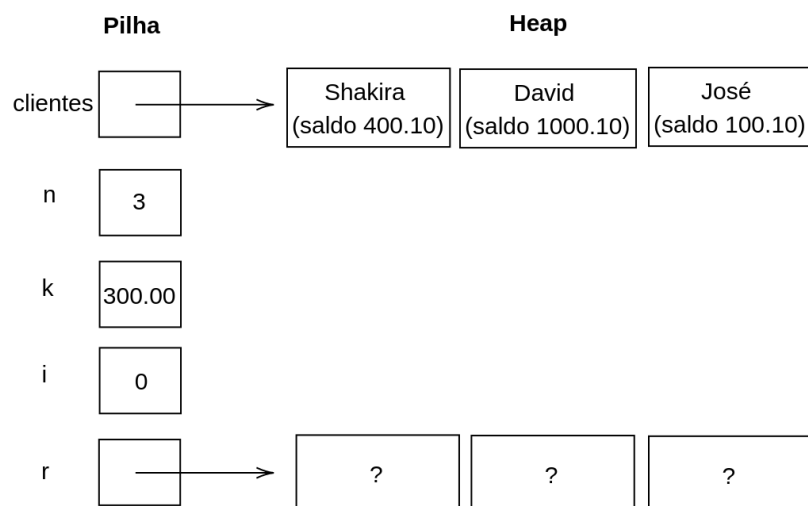 Pilha
Heap
clientes
Shakira
(saldo 400.10)
David
(saldo 1000.10)
José
(saldo 100.10)
n
3
k
300.00
i
0
r
?
?
?